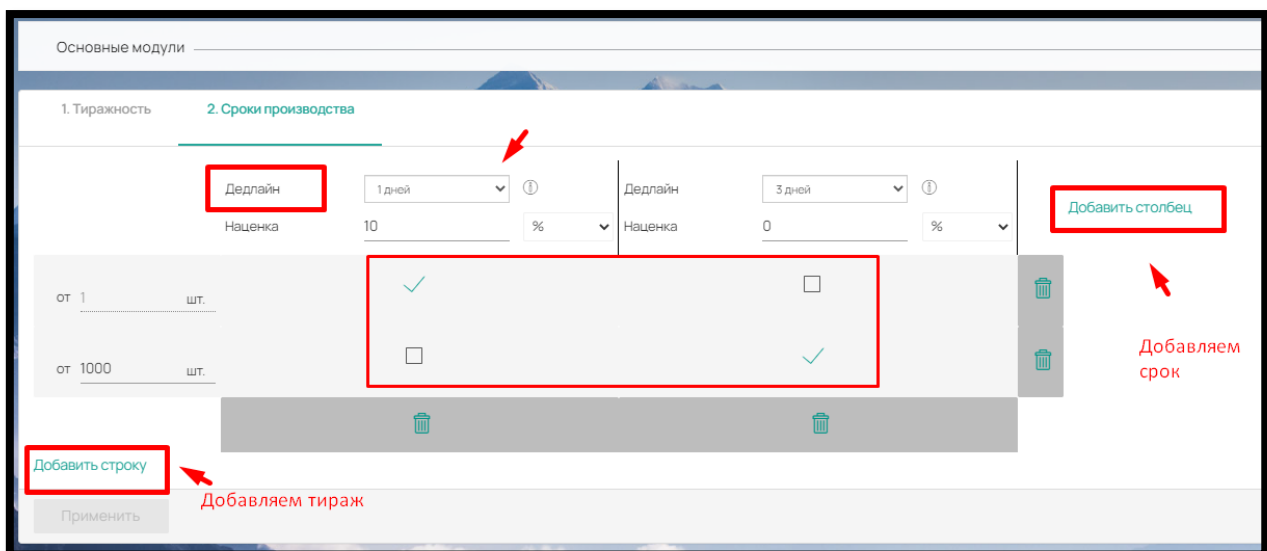 Основные модули
1. Тиражность 2. Сроки производства
Дедлайн 1 дней Дедлайн 3 дней
Добавить столбец
Наценка 10 % Наценка 0 %
от 1 шт.
Добавляем
срок
от 1000 шт.
Добавить строку
Добавляем тираж
Применить